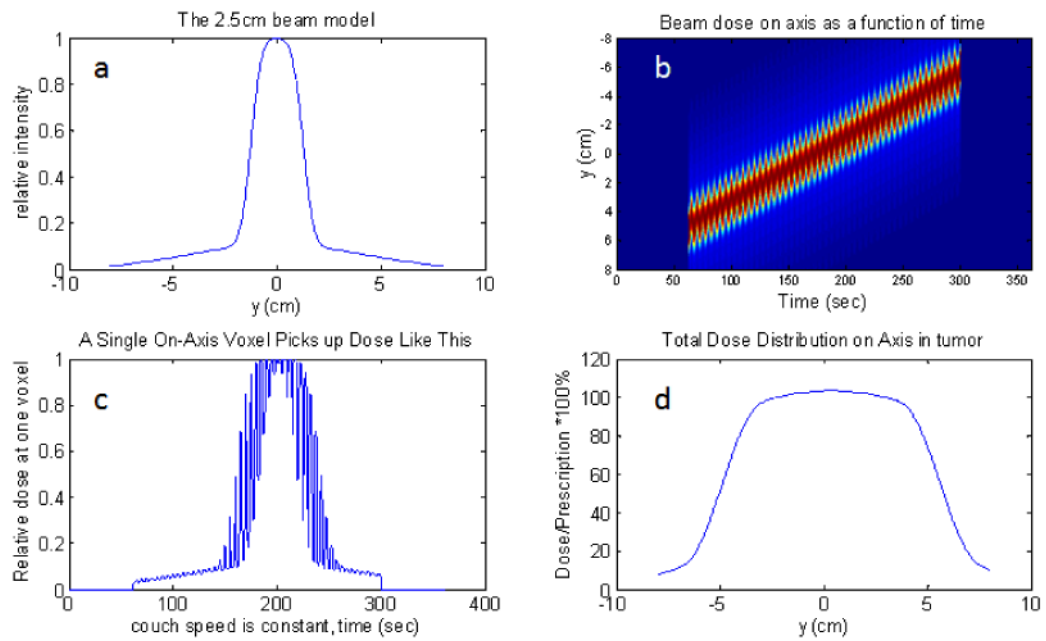 The 2.5cm beam model
a
relative intensity
1
0.8
0.6
0.4
0.2
0
-10 -5 0 5 10
y (cm)
Beam dose on axis as a function of time
b
y (cm)
-8
-6
-4
-2
0
2
4
6
8
0 50 100 150 200 250 300 350
Time (sec)
A Single On-Axis Voxel Picks up Dose Like This
c
Relative dose at one voxel
1
0.8
0.6
0.4
0.2
0
0 100 200 300 400
couch speed is constant, time (sec)
Total Dose Distribution on Axis in tumor
d
Dose/Prescription *100%
120
100
80
60
40
20
0
-10 -5 0 5 10
y (cm)